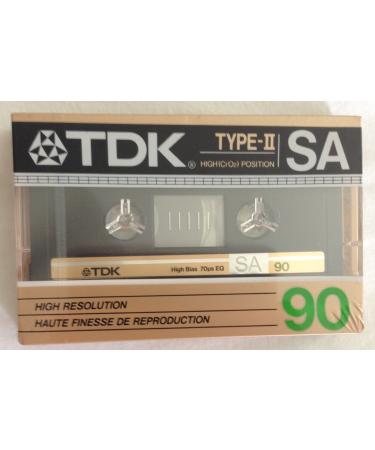 TDK® TYPE-II SA
HIGH(CrO₂) POSITION
TDK High Bias 70μs EQ SA 90
HIGH RESOLUTION
HAUTE FINESSE DE REPRODUCTION
90